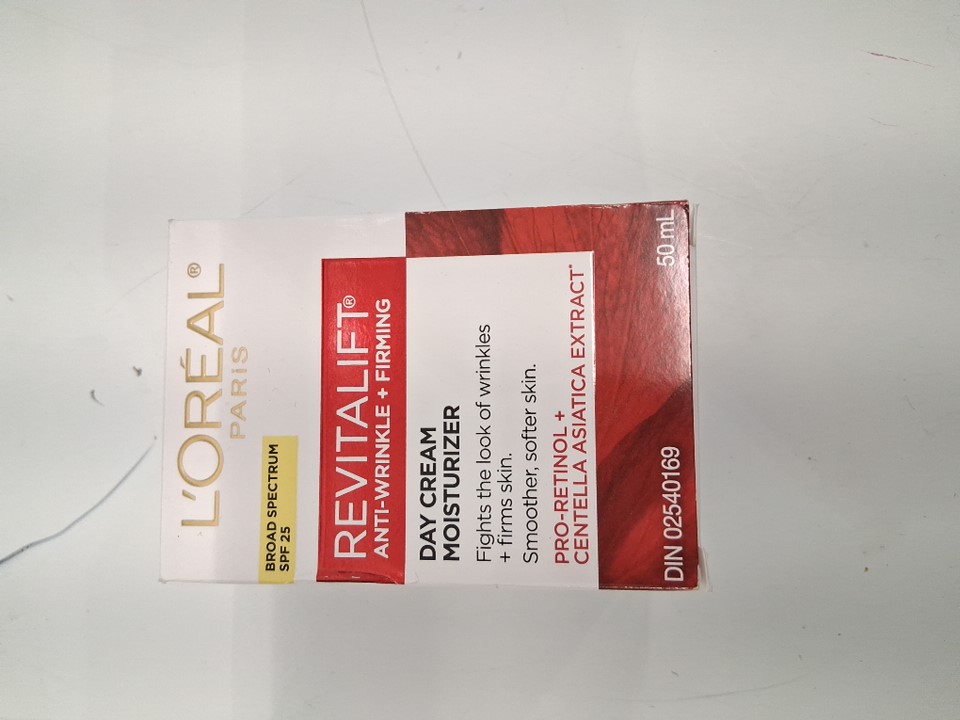 L'ORÉAL®
PARIS
BROAD SPECTRUM
SPF 25
REVITALIFT®
ANTI-WRINKLE + FIRMING
DAY CREAM
MOISTURIZER
Fights the look of wrinkles
+ firms skin.
Smoother, softer skin.
PRO-RETINOL +
CENTELLA ASIATICA EXTRACT*
DIN 02540169 50 mL